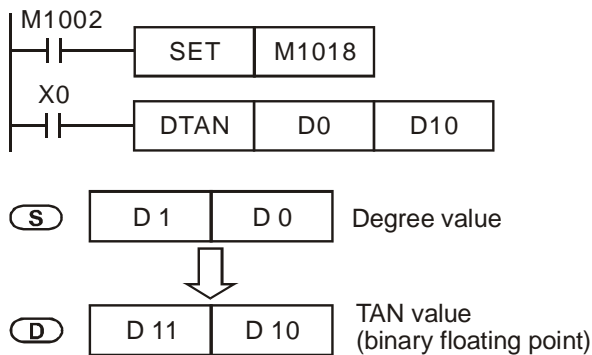 M1002
SET M1018
X0
DTAN D0 D10
S D 1 D 0 Degree value
D D 11 D 10 TAN value
(binary floating point)